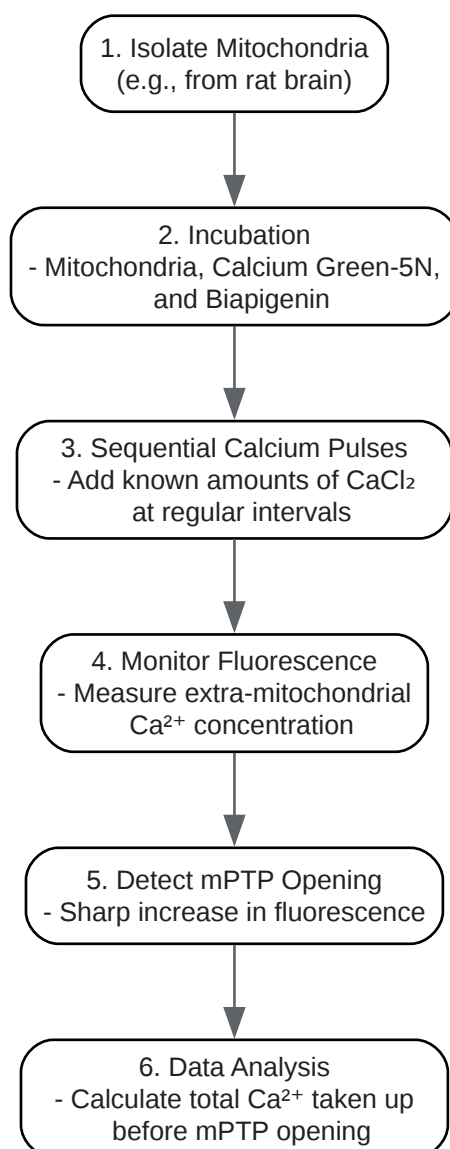 1. Isolate Mitochondria
(e.g., from rat brain)
2. Incubation
- Mitochondria, Calcium Green-5N,
and Biapigenin
3. Sequential Calcium Pulses
- Add known amounts of CaCl₂
at regular intervals
4. Monitor Fluorescence
- Measure extra-mitochondrial
Ca²⁺ concentration
5. Detect mPTP Opening
- Sharp increase in fluorescence
6. Data Analysis
- Calculate total Ca²⁺ taken up
before mPTP opening